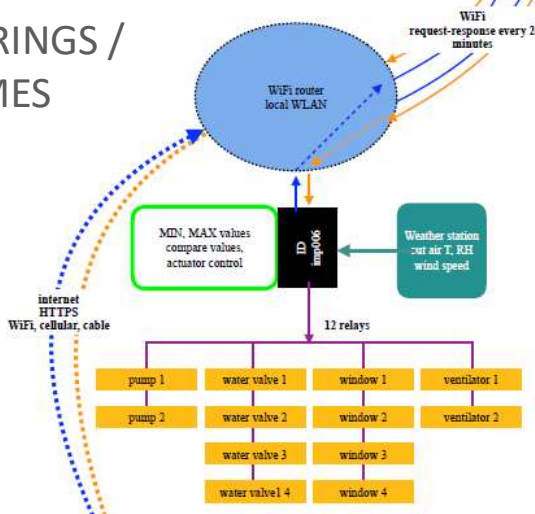 RINGS /
MES
WiFi
request-response every 2
minutes
WiFi router
local WLAN
MIN, MAX values
compare values,
actuator control
ID
imp006
Weather station
out air T; RH
wind speed
internet
HTTPS
WiFi, cellular, cable
12 relays
pump 1
water valve 1
window 1
ventilator 1
pump 2
water valve 2
window 2
ventilator 2
water valve 3
window 3
water valve1 4
window 4